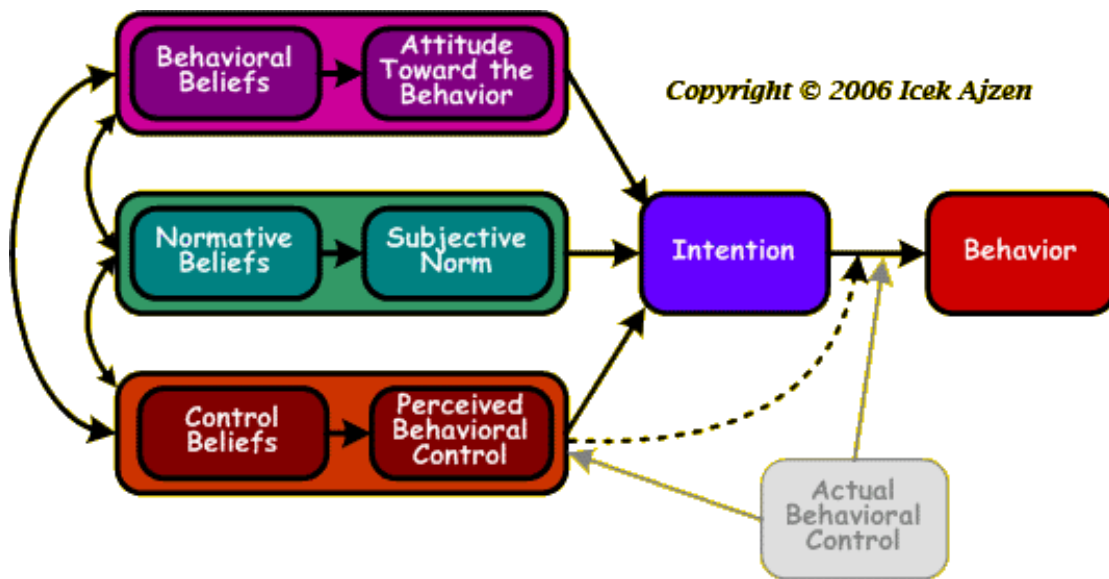 Behavioral
Beliefs
Attitude
Toward the
Behavior
Copyright © 2006 Icek Ajzen
Normative
Beliefs
Subjective
Norm
Intention
Behavior
Control
Beliefs
Perceived
Behavioral
Control
Actual
Behavioral
Control